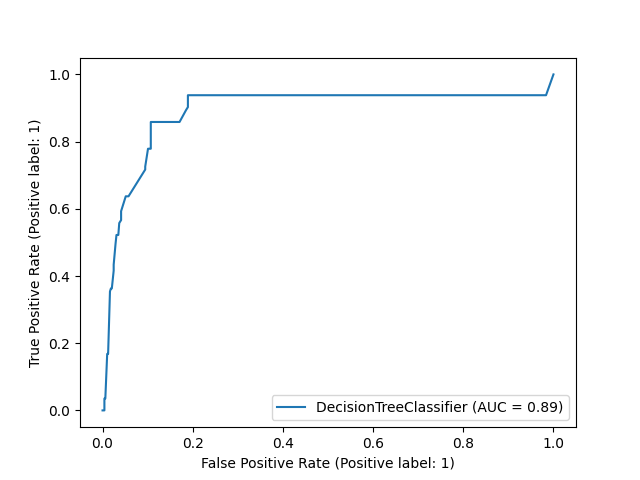 1.0
0.8
0.6
0.4
0.2
0.0
True Positive Rate (Positive label: 1)
DecisionTreeClassifier (AUC = 0.89)
0.0 0.2 0.4 0.6 0.8 1.0
False Positive Rate (Positive label: 1)